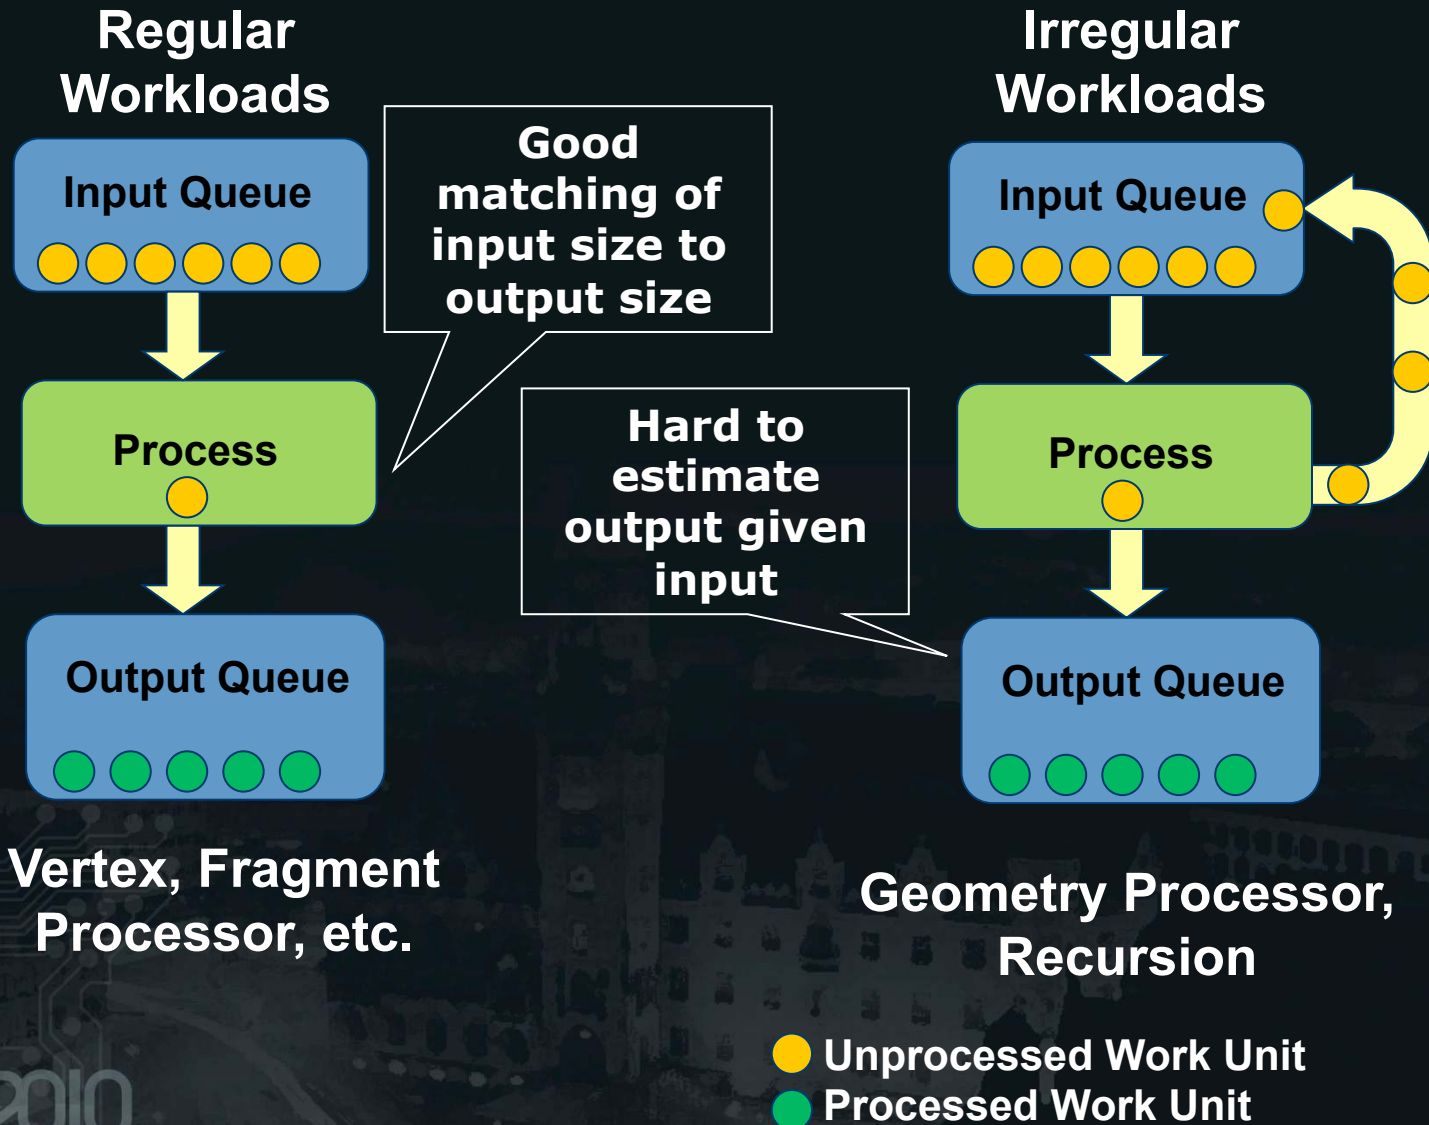 Regular
Workloads
Input Queue
Process
Output Queue
Vertex, Fragment
Processor, etc.
Good
matching of
input size to
output size
Hard to
estimate
output given
input
Irregular
Workloads
Input Queue
Process
Output Queue
Geometry Processor,
Recursion
Unprocessed Work Unit
Processed Work Unit
2010